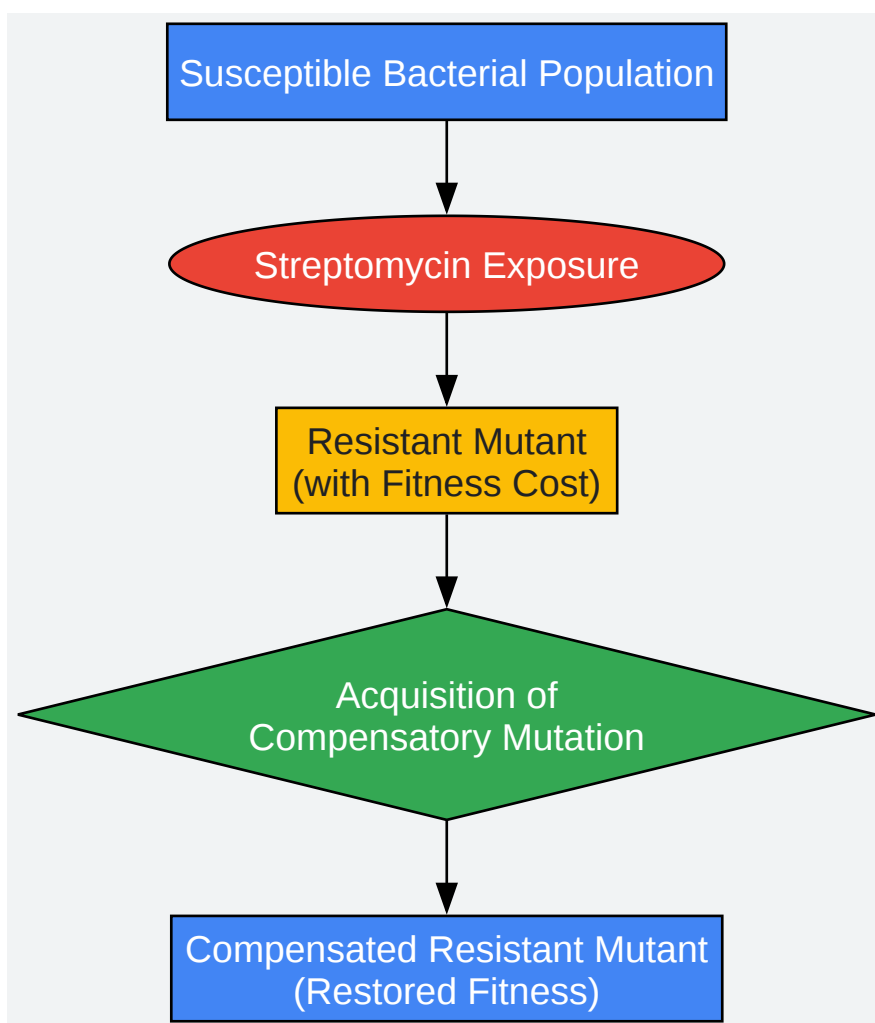 Susceptible Bacterial Population
Streptomycin Exposure
Resistant Mutant
(with Fitness Cost)
Acquisition of
Compensatory Mutation
Compensated Resistant Mutant
(Restored Fitness)